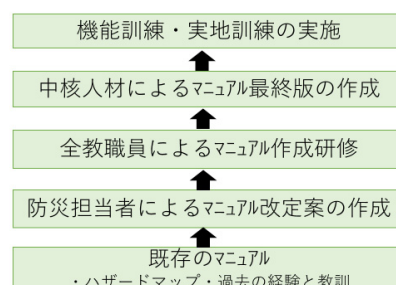 機能訓練・実地訓練の実施
中核人材によるﾏﾆｭｱﾙ最終版の作成
全教職員によるﾏﾆｭｱﾙ作成研修
防災担当者によるﾏﾆｭｱﾙ改定案の作成
既存のﾏﾆｭｱﾙ
・ハザードマップ・過去の経験と教訓